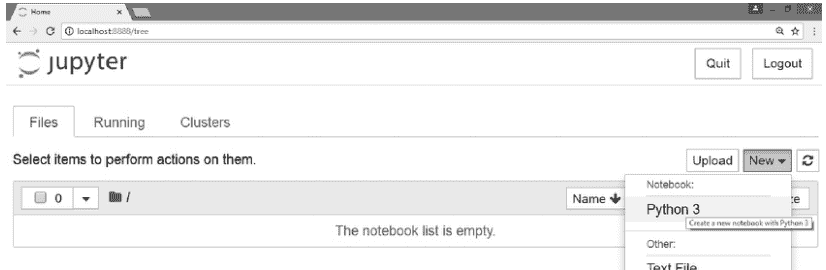 Home
localhost:8888/tree
jupyter
Quit
Logout
Files
Running
Clusters
Select items to perform actions on them.
Upload
New
0
/
Name
Notebook:
Python 3
Create a new notebook with Python 3
The notebook list is empty.
Other:
Text File